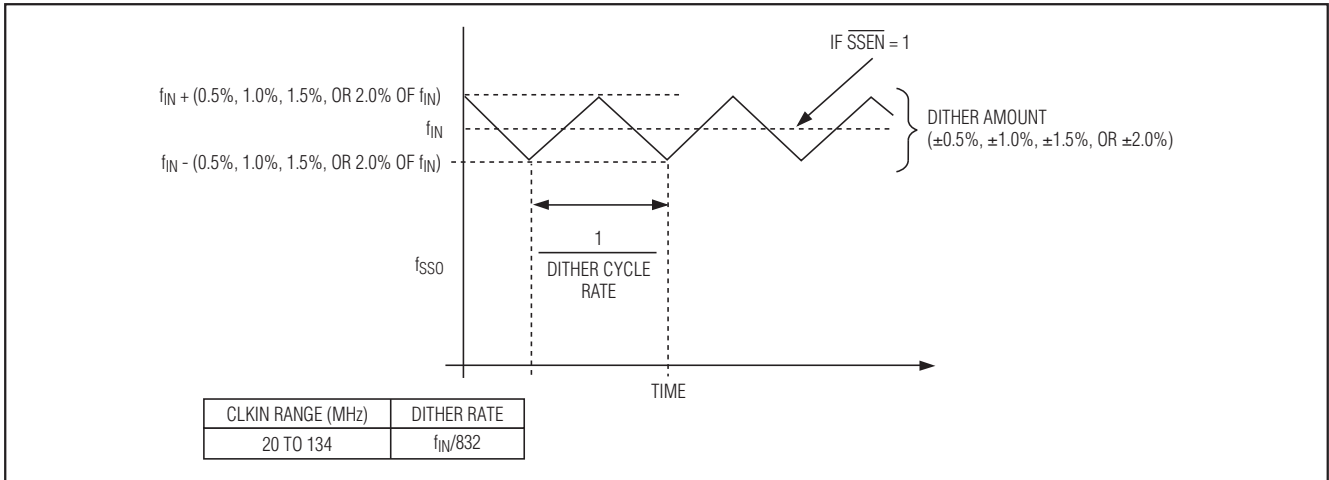 IF S̅S̅E̅N̅ = 1
fIN + (0.5%, 1.0%, 1.5%, OR 2.0% OF fIN)
fIN
fIN - (0.5%, 1.0%, 1.5%, OR 2.0% OF fIN)
DITHER AMOUNT
(±0.5%, ±1.0%, ±1.5%, OR ±2.0%)
fSSO
1
DITHER CYCLE
RATE
TIME
CLKIN RANGE (MHz) DITHER RATE
20 TO 134 fIN/832